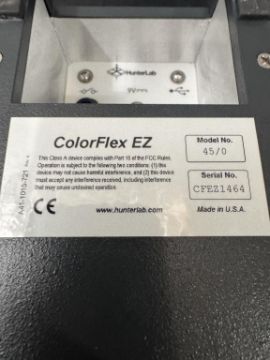 HunterLab
ColorFlex EZ
This Class A device complies with Part 15 of the FCC Rules.
Operation is subject to the following two conditions: (1) this
device may not cause harmful interference, and (2) this device
must accept any interference received, including interference
that may cause undesired operation.
CE
www.hunterlab.com
Model No.
45/0
Serial No.
CFEZ1464
Made in U.S.A.